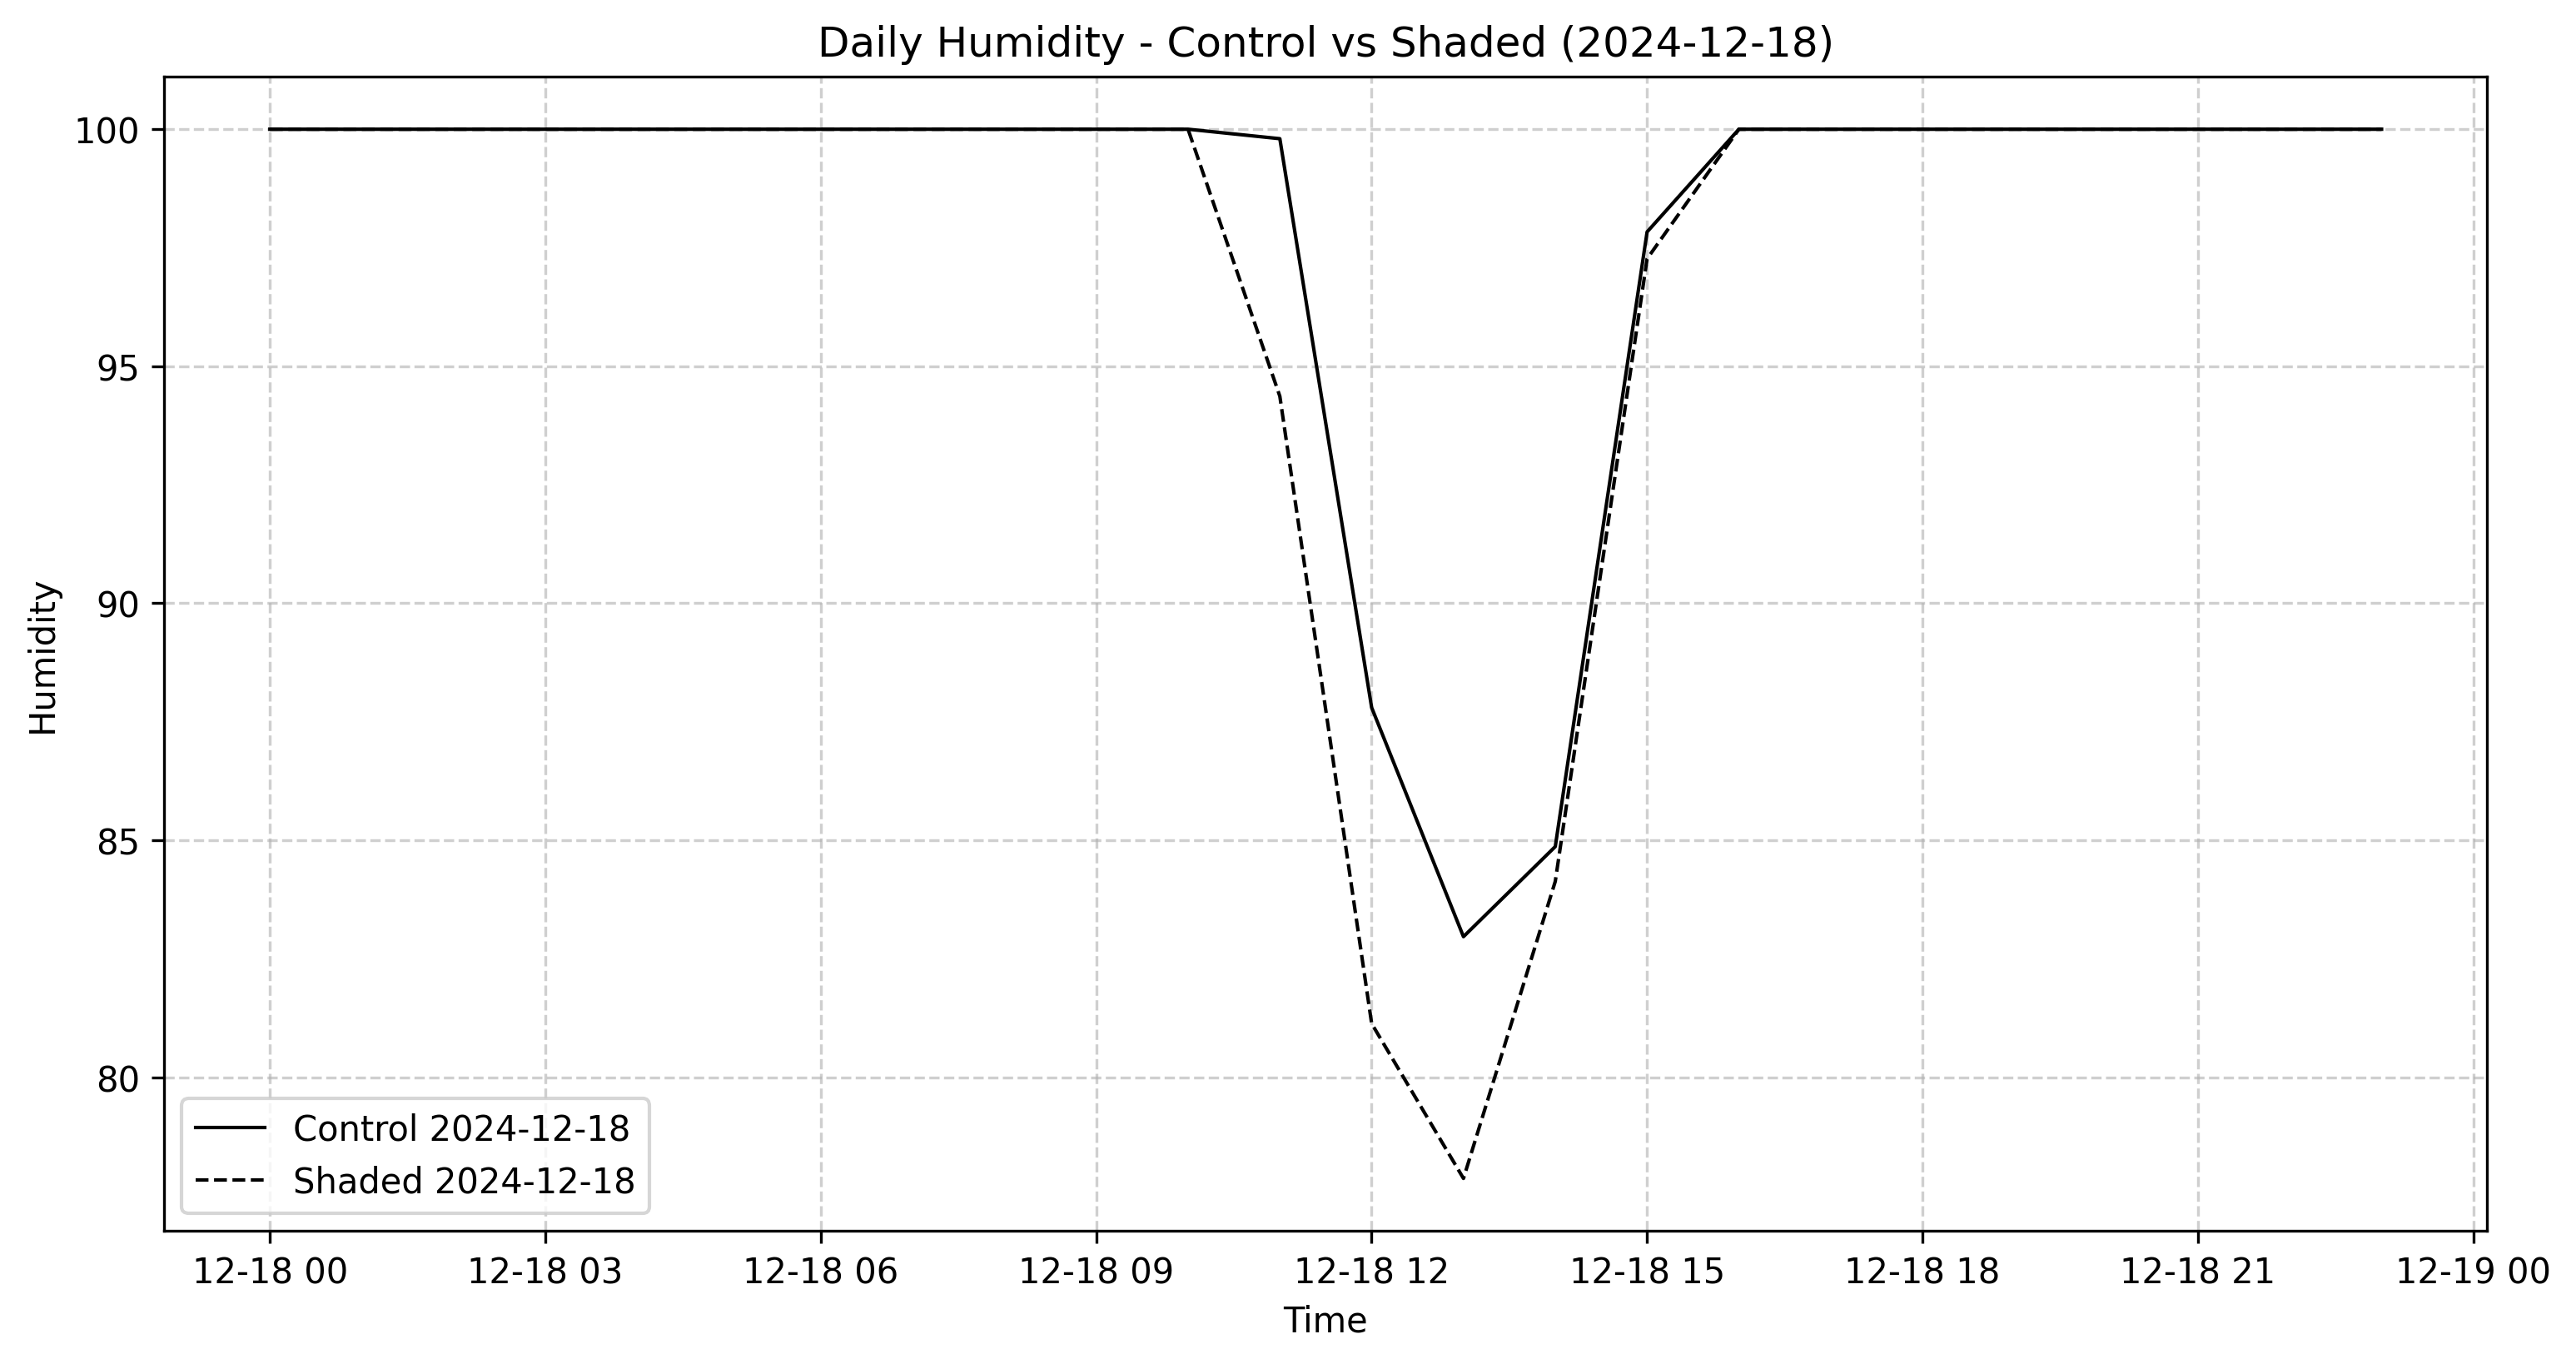 Daily Humidity - Control vs Shaded (2024-12-18)
100
95
90
85
80
Humidity
Control 2024-12-18
Shaded 2024-12-18
12-18 00 12-18 03 12-18 06 12-18 09 12-18 12 12-18 15 12-18 18 12-18 21 12-19 00
Time